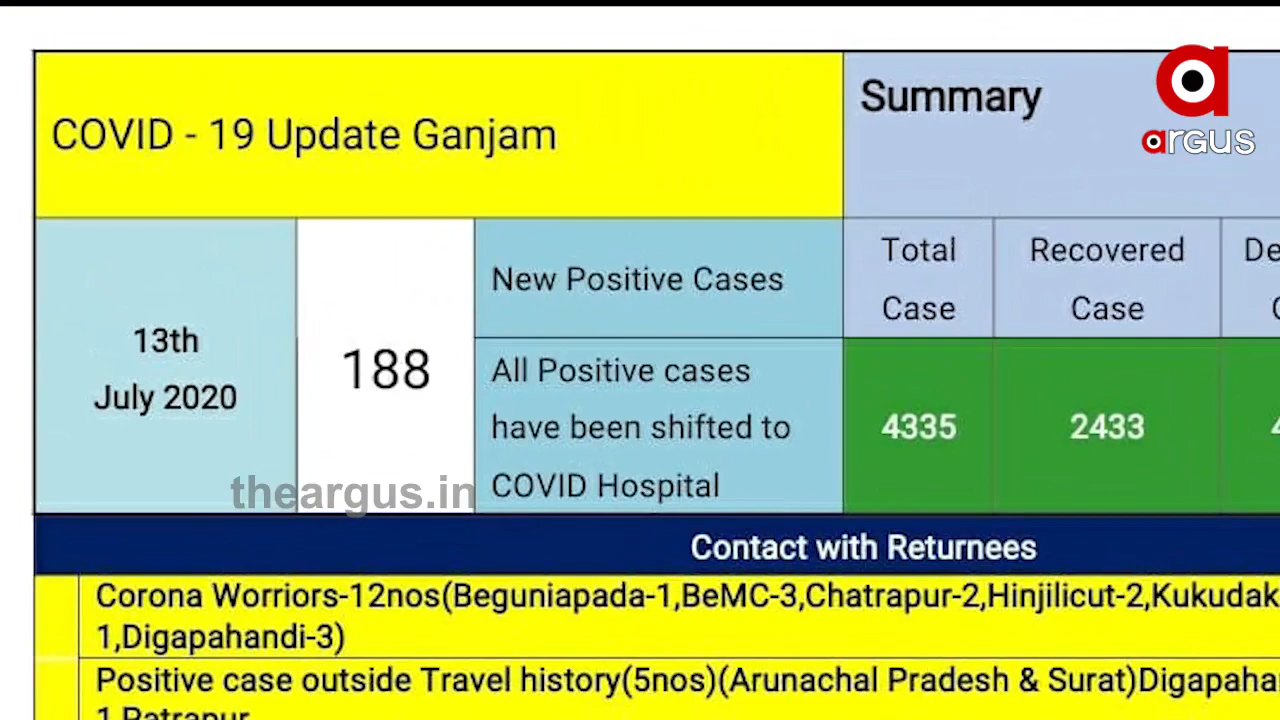 COVID - 19 Update Ganjam
Summary
argus
13th
July 2020
188
New Positive Cases
All Positive cases
have been shifted to
COVID Hospital
Total
Case
Recovered
Case
4335
2433
theargus.in
Contact with Returnees
Corona Worriors-12nos(Beguniapada-1,BeMC-3,Chatrapur-2,Hinjilicut-2,Kukudak
1,Digapahandi-3)
Positive case outside Travel history(5nos)(Arunachal Pradesh & Surat)Digapaha
1,Patrapur